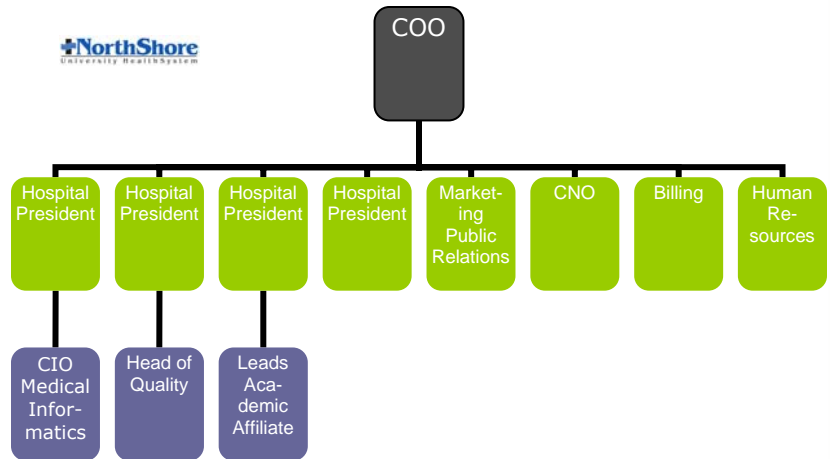 COO
NorthShore
University HealthSystem
Hospital
President
Hospital
President
Hospital
President
Hospital
President
Market-
ing
Public
Relations
CNO
Billing
Human
Re-
sources
CIO
Medical
Infor-
matics
Head of
Quality
Leads
Aca-
demic
Affiliate